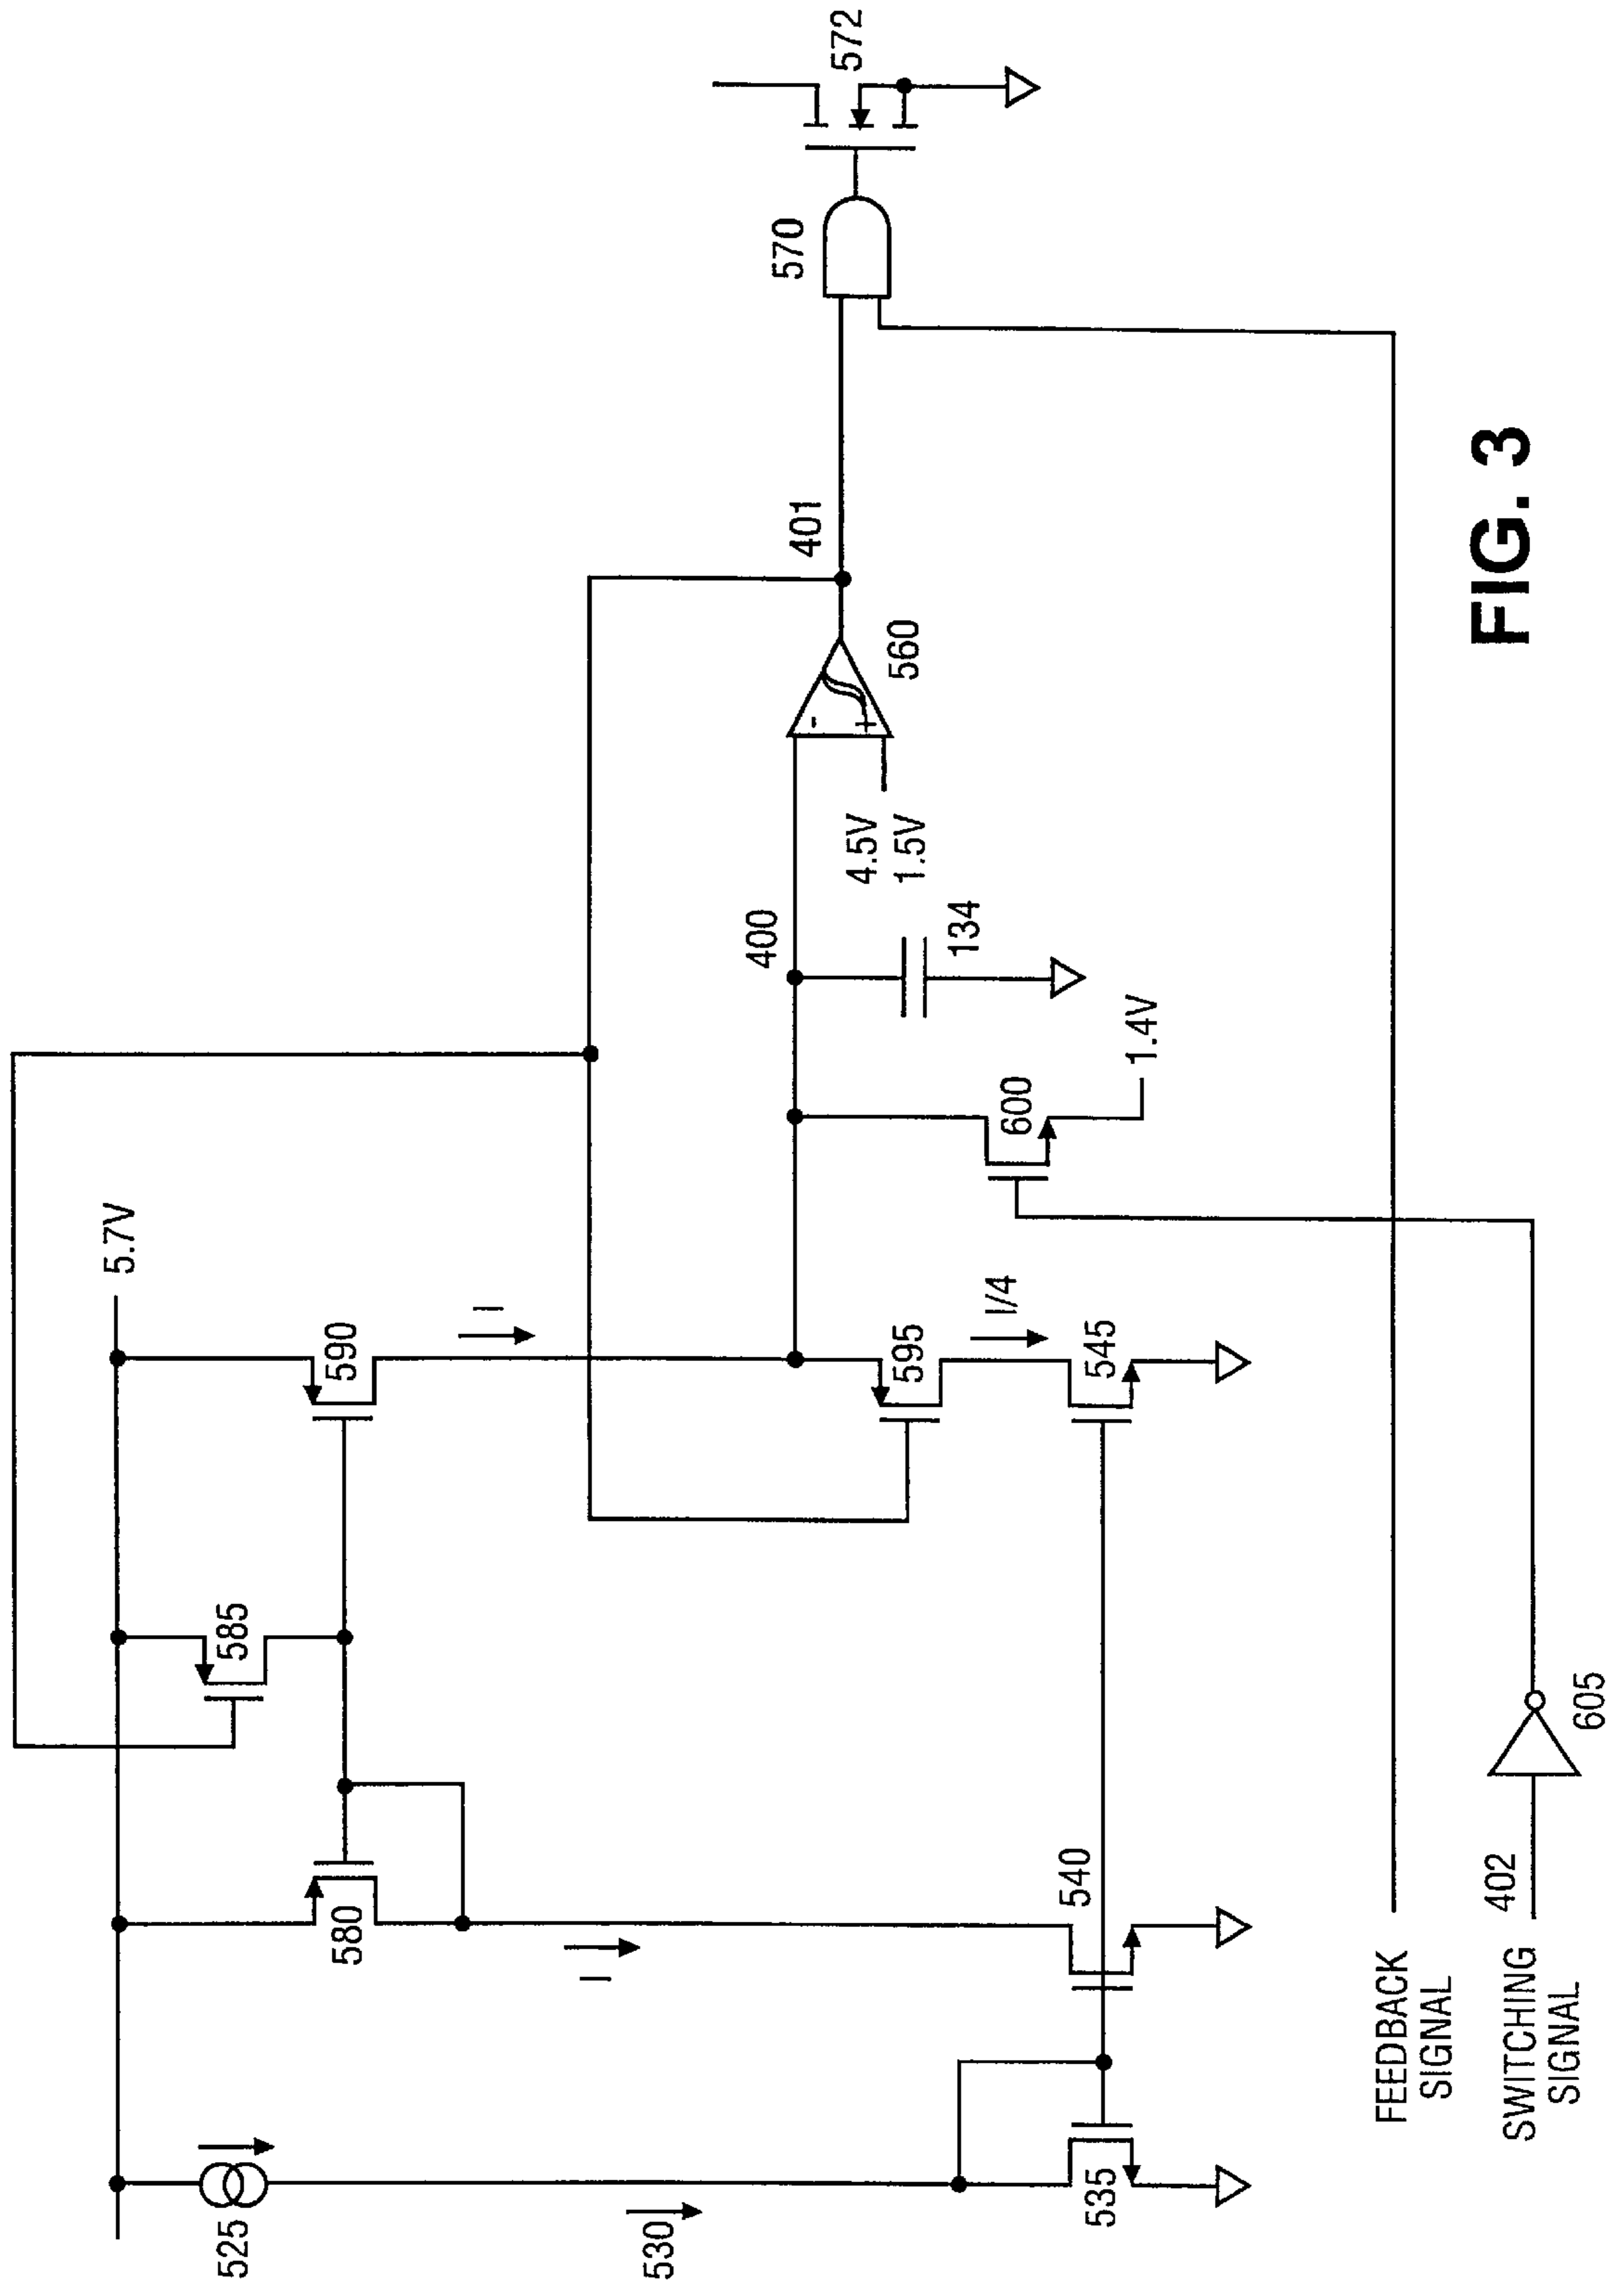 5.7V
525
530
580
I
585
590
I
595
I/4
545
540
535
400
4.5V
1.5V
-
+
560
401
134
600
1.4V
570
572
FEEDBACK
SIGNAL
SWITCHING
SIGNAL
402
605
FIG. 3